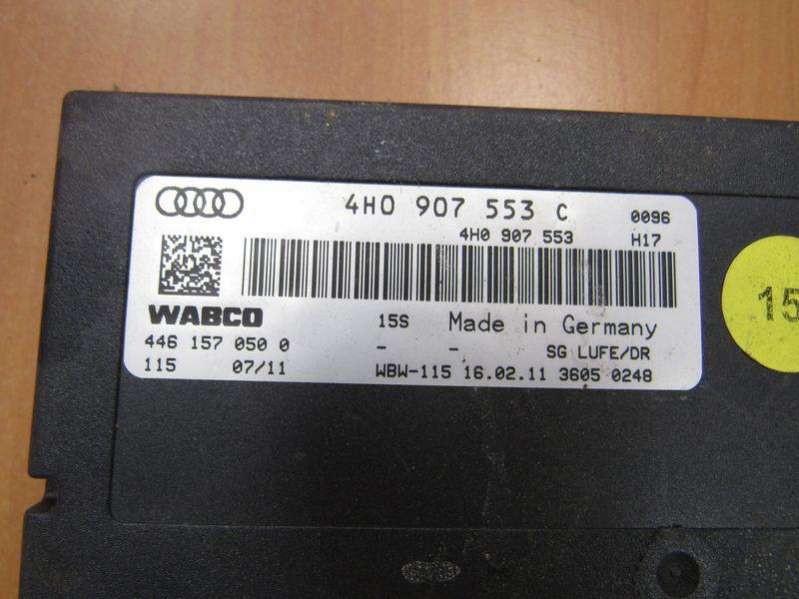 4H0 907 553 C 0096
4H0 907 553 H17
WABCO
15S Made in Germany
446 157 050 0 - - SG LUFE/DR
115 07/11 WBW-115 16.02.11 3605 0248
15